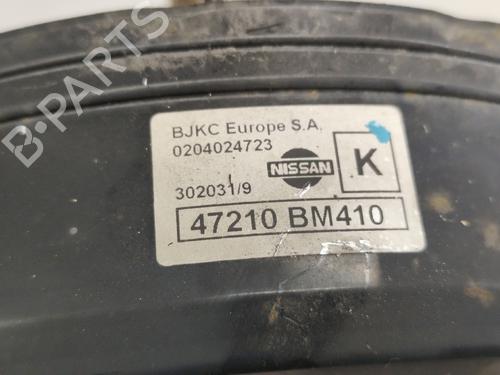 BJKC Europe S.A.
0204024723
NISSAN
K
302031/9
47210 BM410
B-PARTS